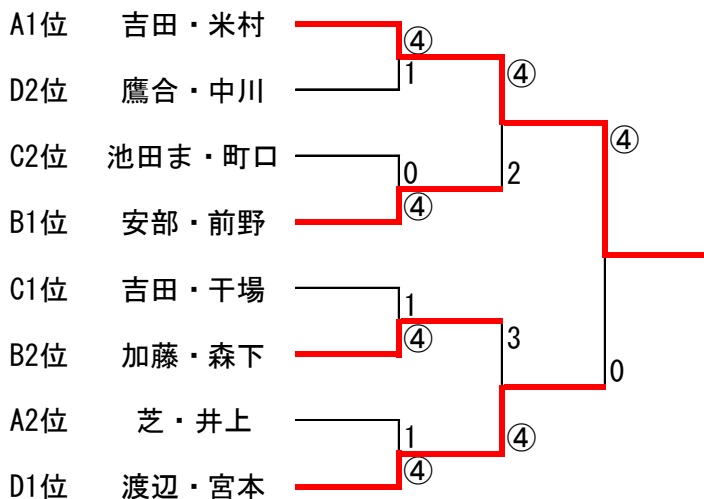 A1位 吉田・米村
④
④
1
D2位 鷹合・中川
④
C2位 池田ま・町口
0
2
④
B1位 安部・前野
C1位 吉田・干場
1
④
3
B2位 加藤・森下
0
A2位 芝・井上
1
④
④
D1位 渡辺・宮本